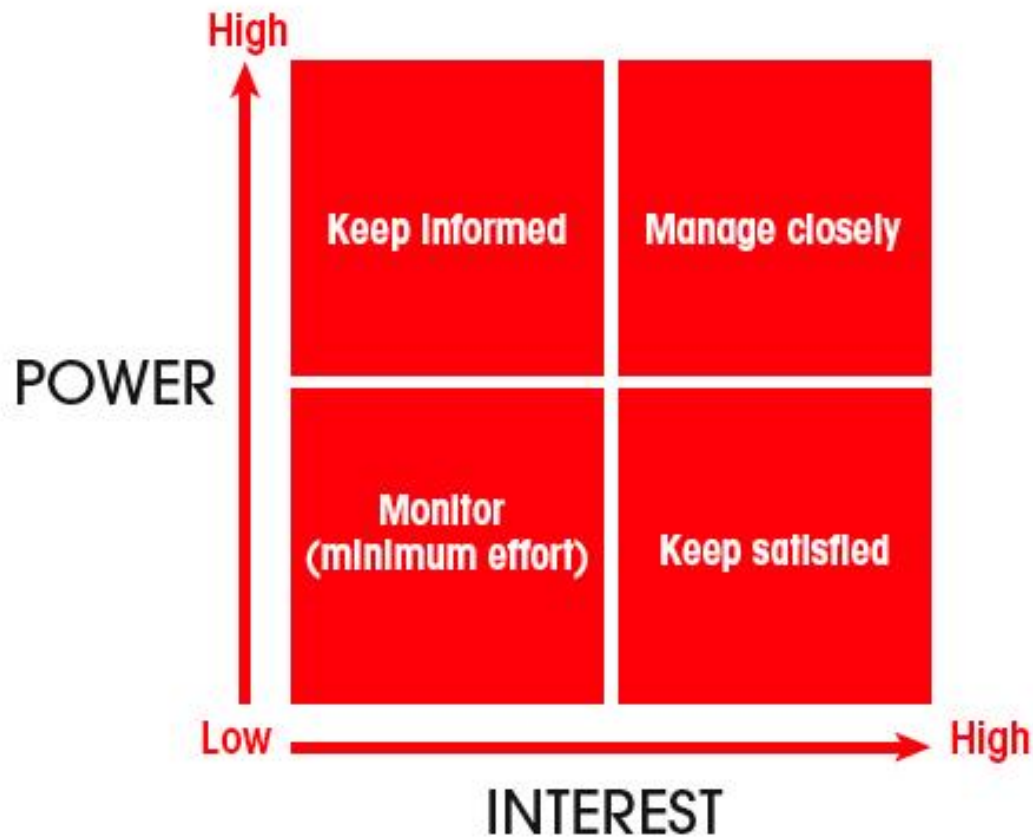 High
Keep Informed
Manage closely
POWER
Monitor
(minimum effort)
Keep satisfied
Low
High
INTEREST